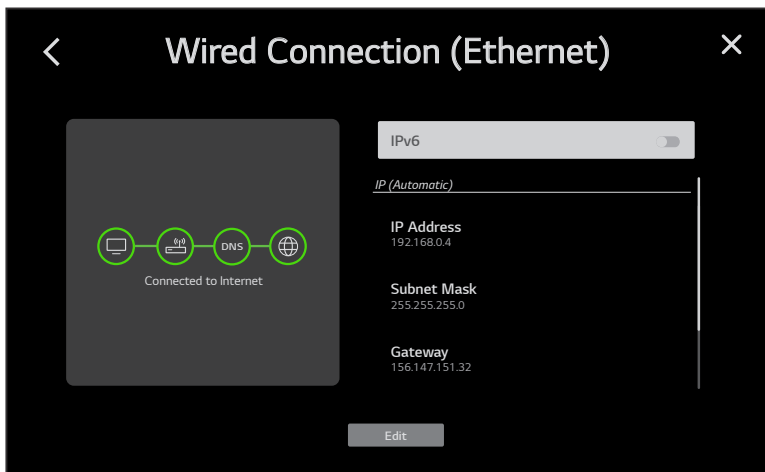 Wired Connection (Ethernet)
IPv6
IP (Automatic)
IP Address
192.168.0.4
DNS
Connected to Internet
Subnet Mask
255.255.255.0
Gateway
156.147.151.32
Edit